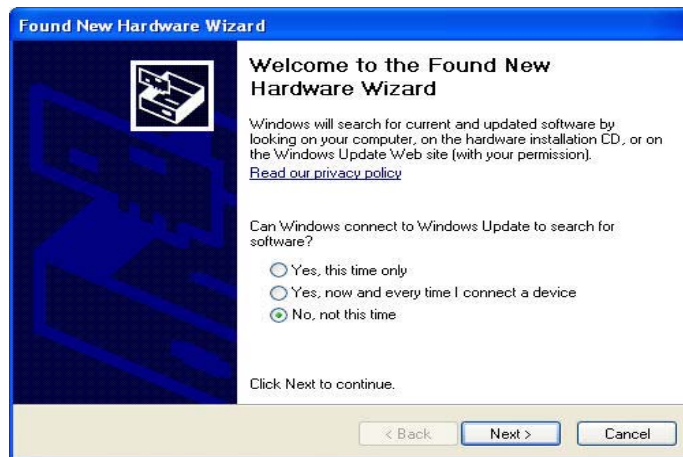 Found New Hardware Wizard
Welcome to the Found New
Hardware Wizard
Windows will search for current and updated software by
looking on your computer, on the hardware installation CD, or on
the Windows Update Web site (with your permission).
Read our privacy policy
Can Windows connect to Windows Update to search for
software?
Yes, this time only
Yes, now and every time I connect a device
No, not this time
Click Next to continue.
< Back
Next >
Cancel